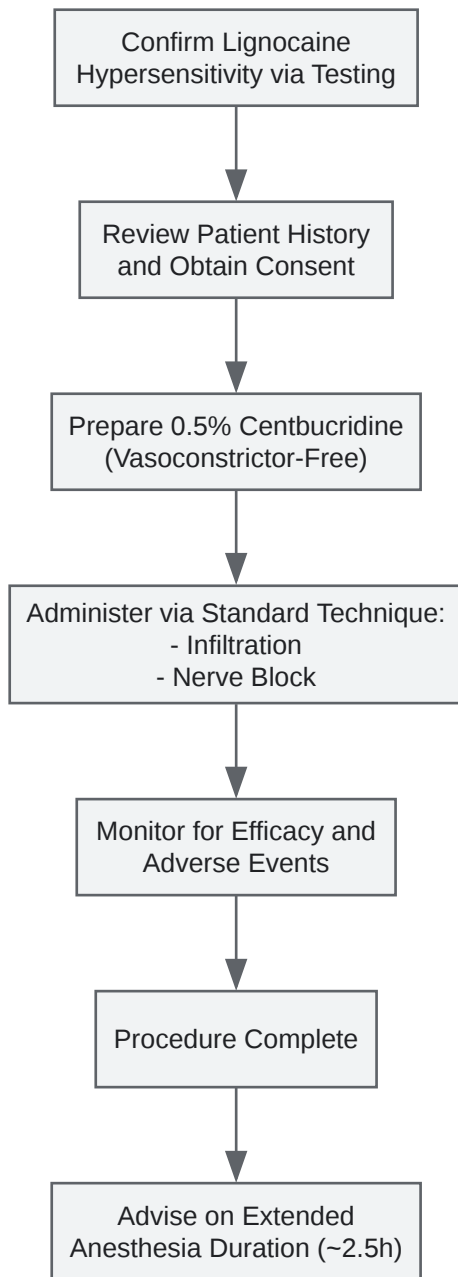 Confirm Lignocaine
Hypersensitivity via Testing
Review Patient History
and Obtain Consent
Prepare 0.5% Centbucridine
(Vasoconstrictor-Free)
Administer via Standard Technique:
- Infiltration
- Nerve Block
Monitor for Efficacy and
Adverse Events
Procedure Complete
Advise on Extended
Anesthesia Duration (~2.5h)